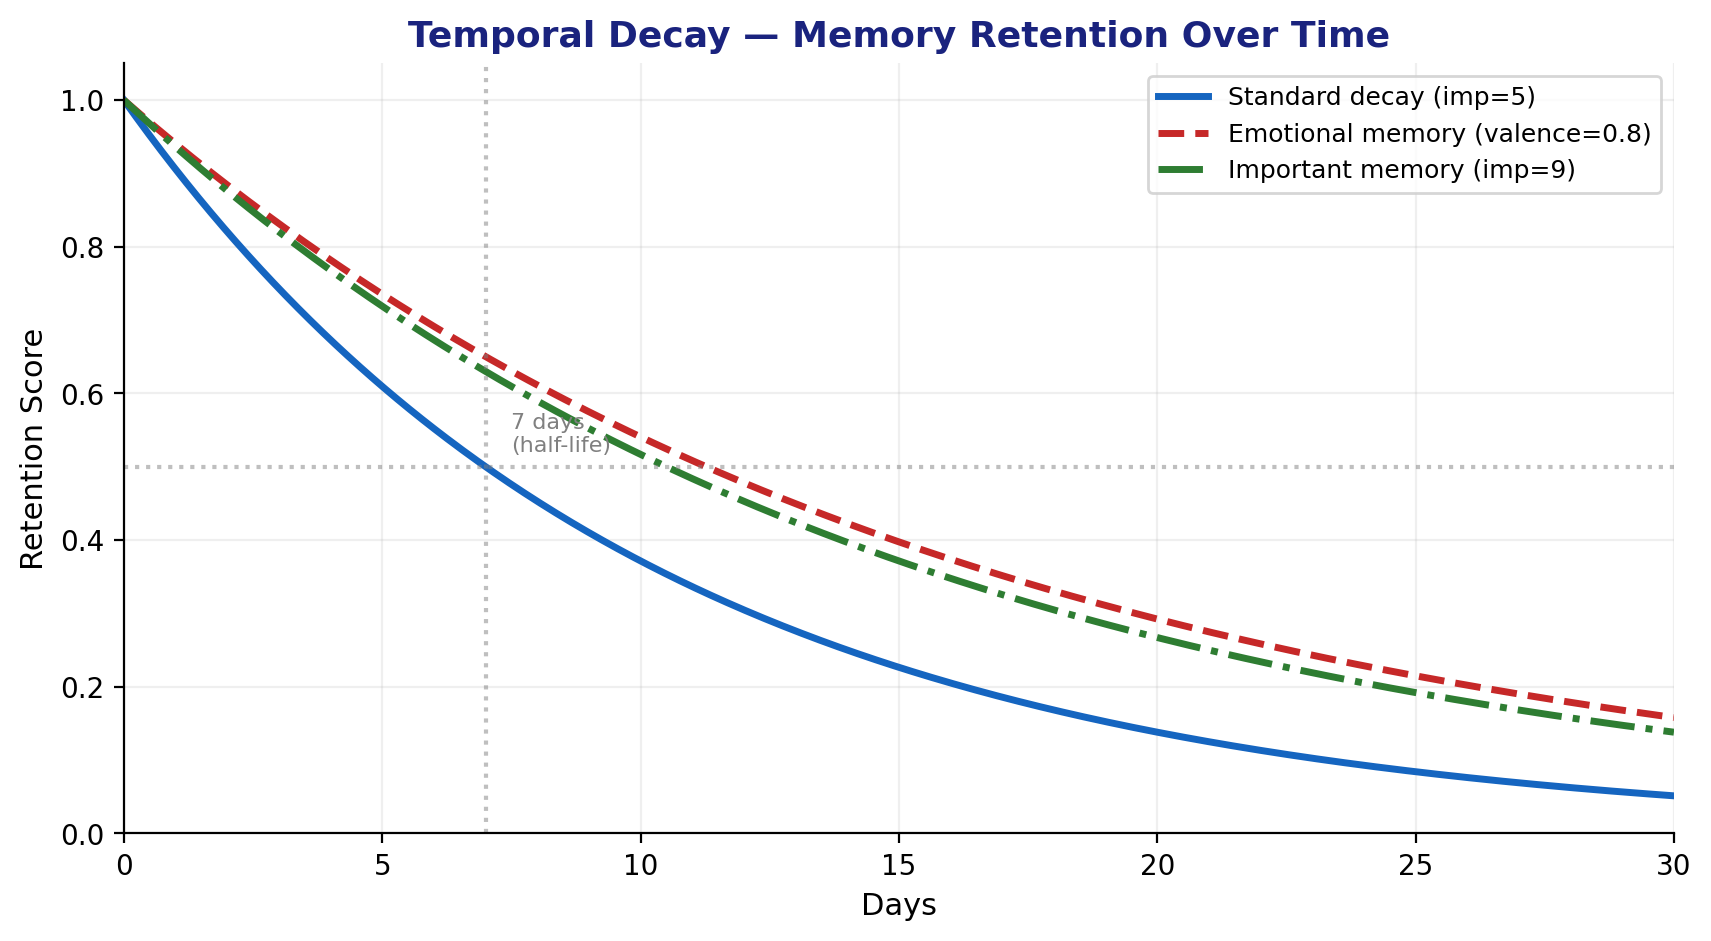 Temporal Decay — Memory Retention Over Time
Standard decay (imp=5)
Emotional memory (valence=0.8)
Important memory (imp=9)
Retention Score
1.0
0.8
0.6
0.4
0.2
0.0
7 days
(half-life)
0 5 10 15 20 25 30
Days